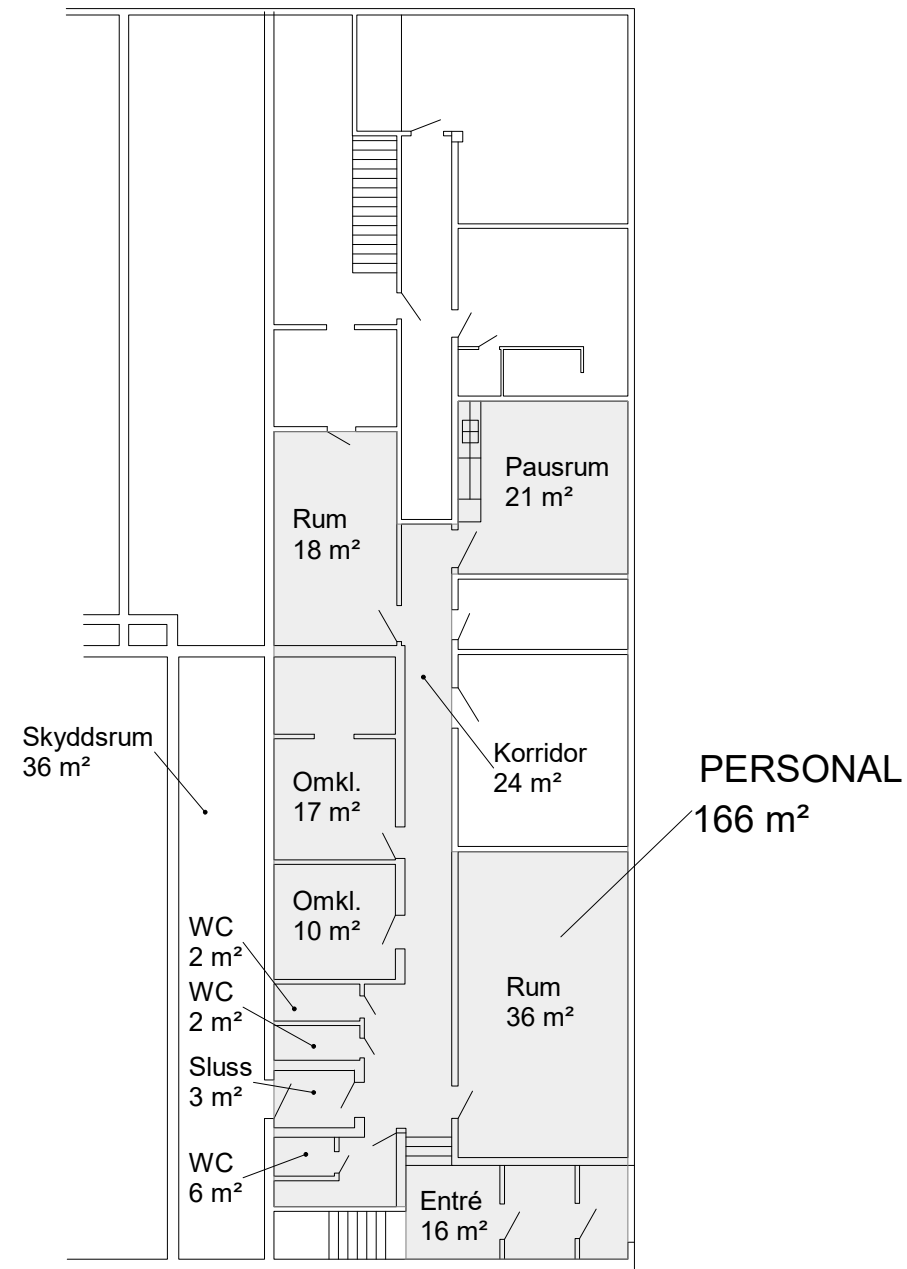 Pausrum
21 m²
Rum
18 m²
Skyddsrum
36 m²
Korridor
24 m²
PERSONAL
166 m²
Omkl.
17 m²
Omkl.
10 m²
WC
2 m²
WC
2 m²
Rum
36 m²
Sluss
3 m²
WC
6 m²
Entré
16 m²